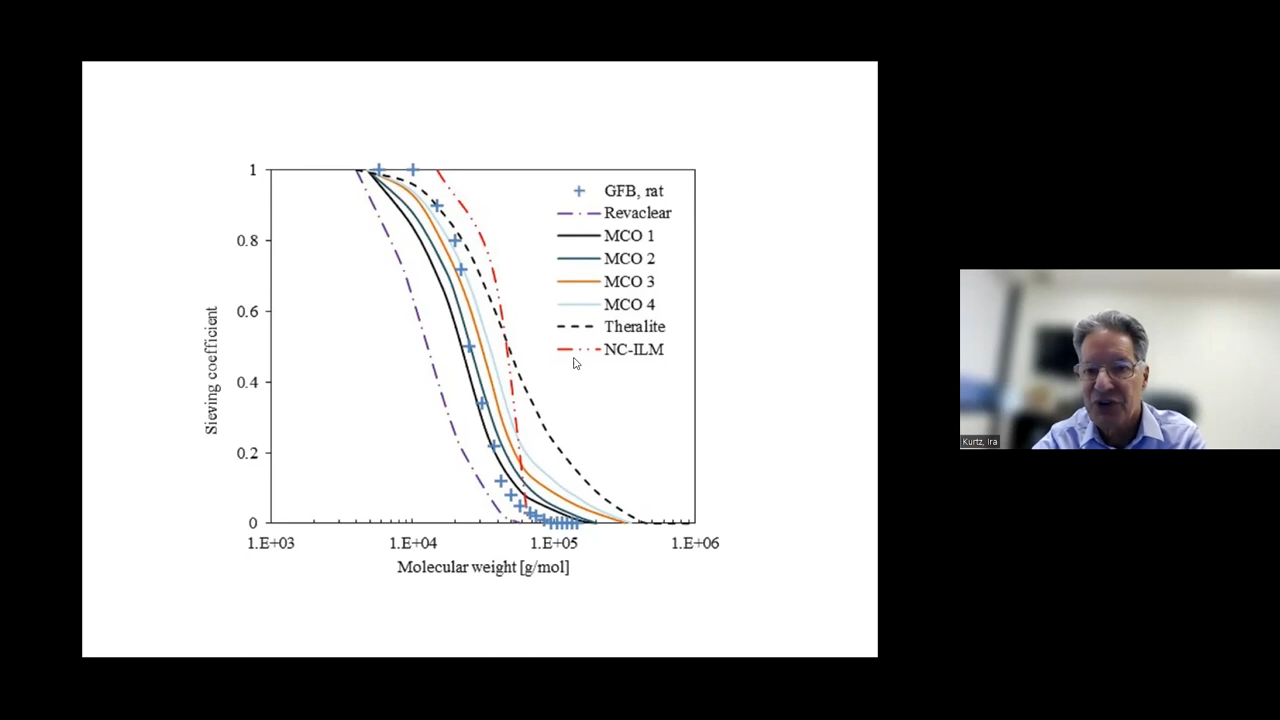 1
0.8
0.6
0.4
0.2
0
Sieving coefficient
1.E+03
1.E+04
1.E+05
1.E+06
Molecular weight [g/mol]
GFB, rat
Revaclear
MCO 1
MCO 2
MCO 3
MCO 4
Theralite
NC-ILM
Kurtz, Ira